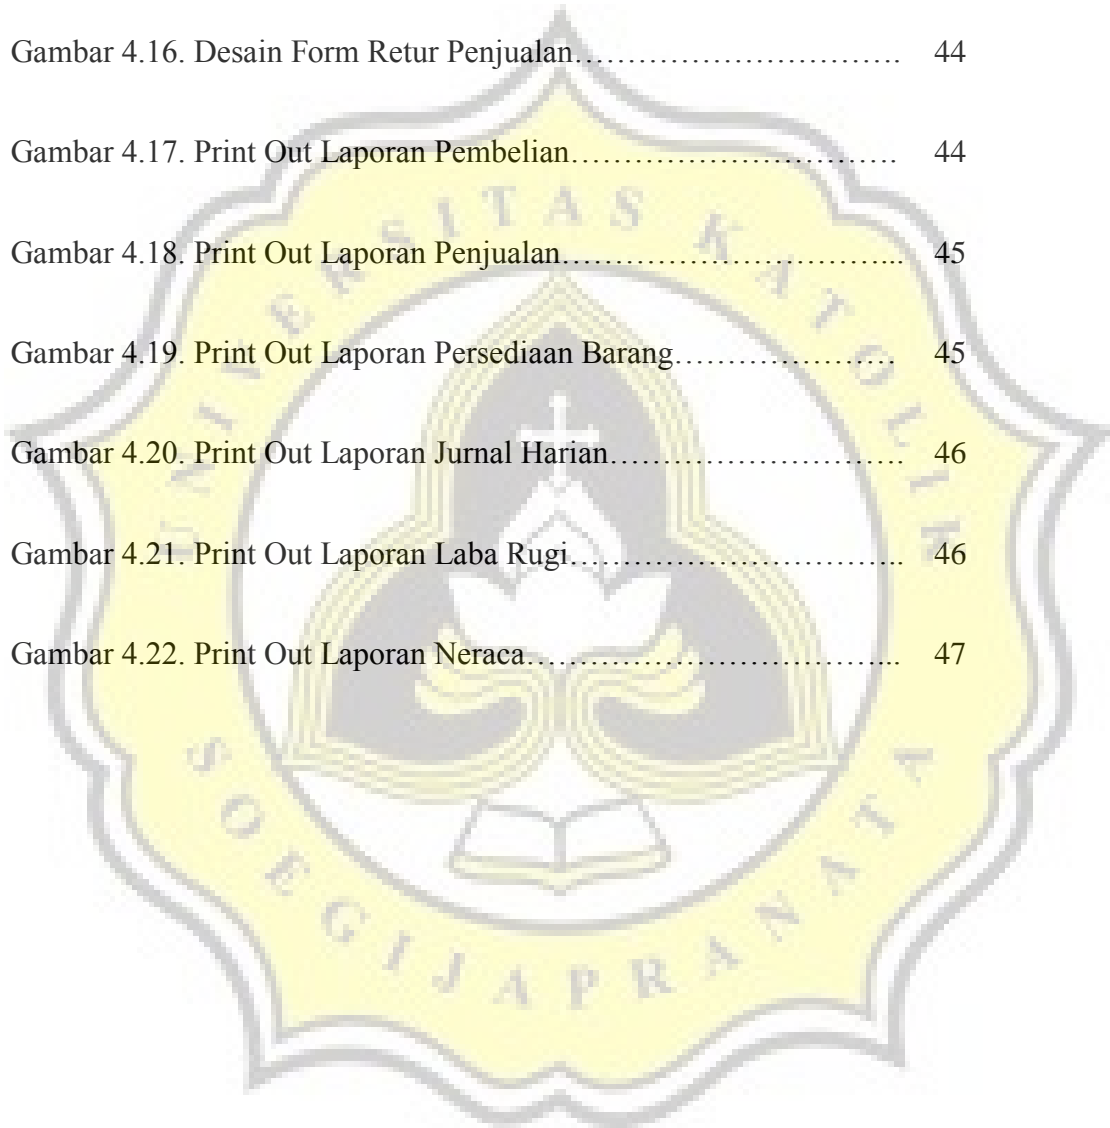 Gambar 4.16. Desain Form Retur Penjualan…………………………. 44
Gambar 4.17. Print Out Laporan Pembelian…………………………. 44
Gambar 4.18. Print Out Laporan Penjualan…………………………... 45
Gambar 4.19. Print Out Laporan Persediaan Barang………………… 45
Gambar 4.20. Print Out Laporan Jurnal Harian………………………. 46
Gambar 4.21. Print Out Laporan Laba Rugi………………………….. 46
Gambar 4.22. Print Out Laporan Neraca……………………………... 47
UNIVERSITAS KATOLIK
SOEGIJAPRANATA